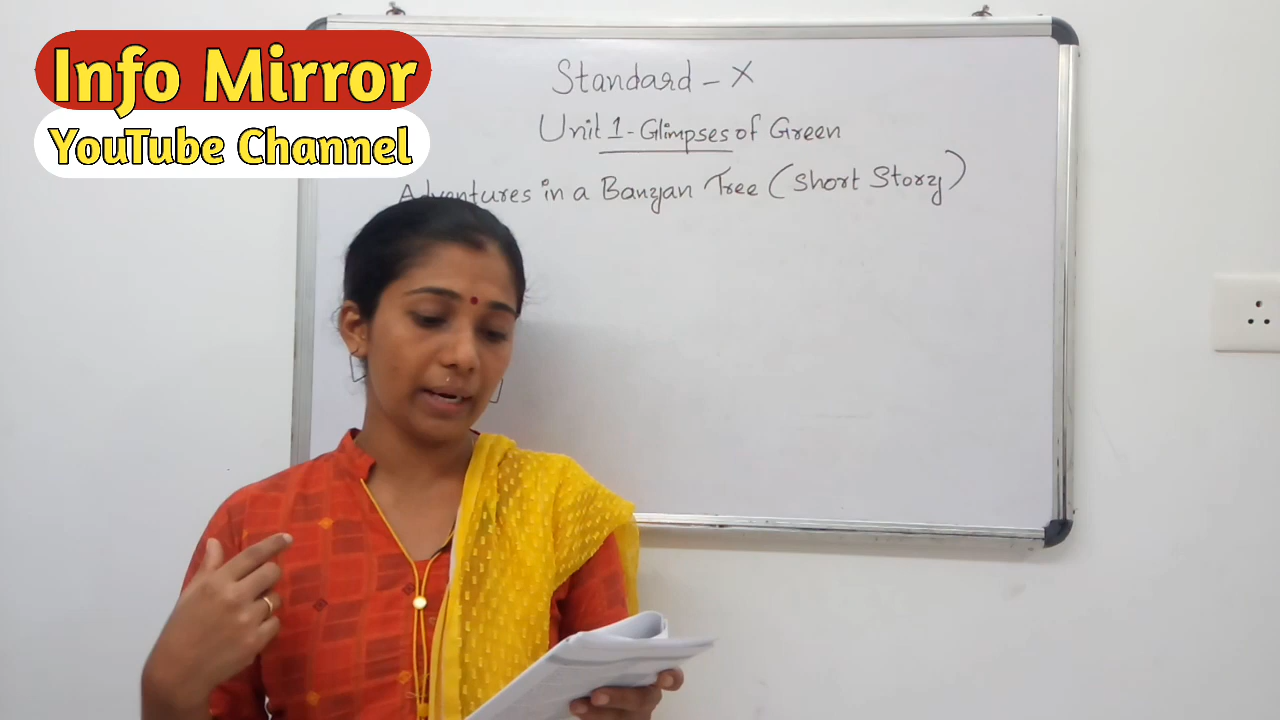 Info Mirror
YouTube Channel
Standard - X
Unit 1 - Glimpses of Green
Adventures in a Banyan Tree (Short Story)